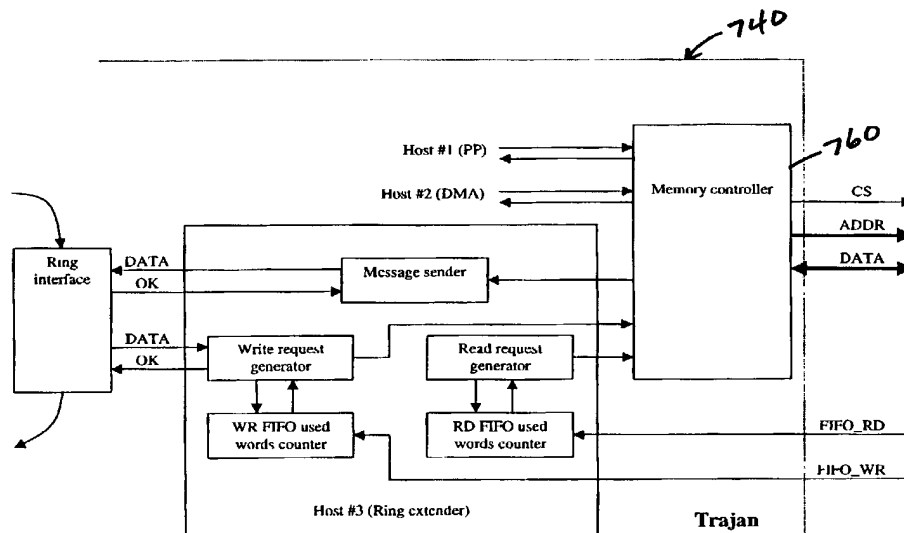 740
760
Host #1 (PP)
Host #2 (DMA)
Memory controller
CS
ADDR
DATA
Ring
interface
DATA
OK
Message sender
DATA
OK
Write request
generator
Read request
generator
WR FIFO used
words counter
RD FIFO used
words counter
FIFO_RD
FIFO_WR
Host #3 (Ring extender)
Trajan